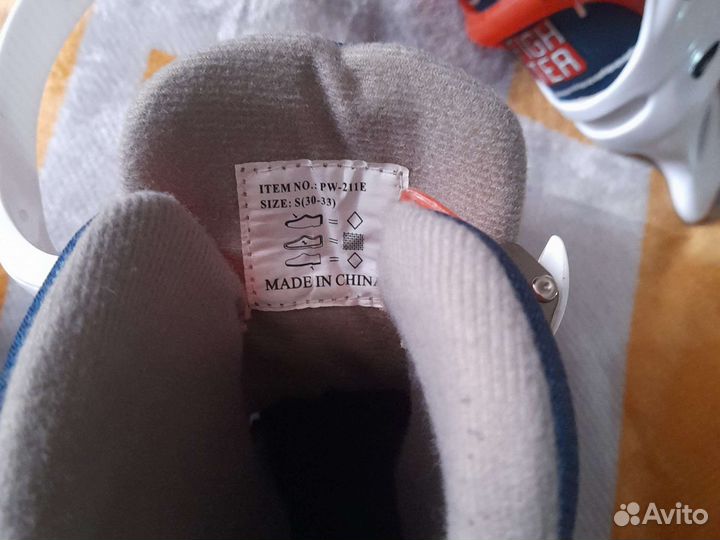 ITEM NO.: PW-211E
SIZE: S(30-33)
MADE IN CHINA
Avito